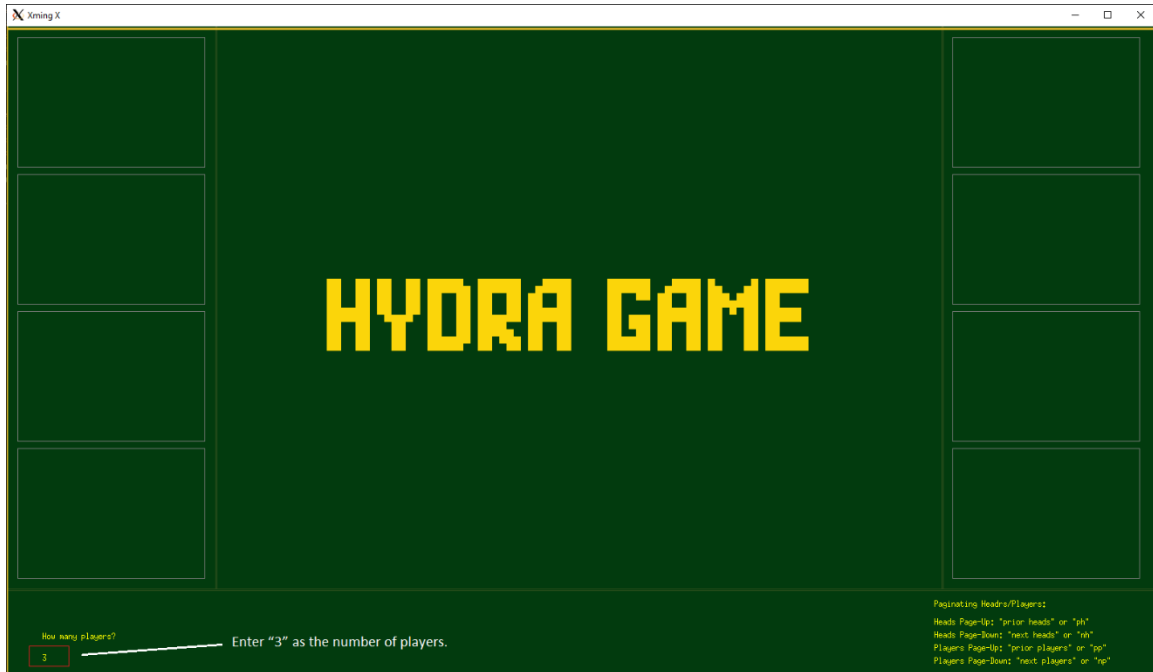 Xming X
HYDRA GAME
How many players?
3
Enter “3” as the number of players.
Paginating Headrs/Players:
Heads Page-Up: "prior heads" or "ph"
Heads Page-Down: "next heads" or "nh"
Players Page-Up: "prior players" or "pp"
Players Page-Down: "next players" or "np"